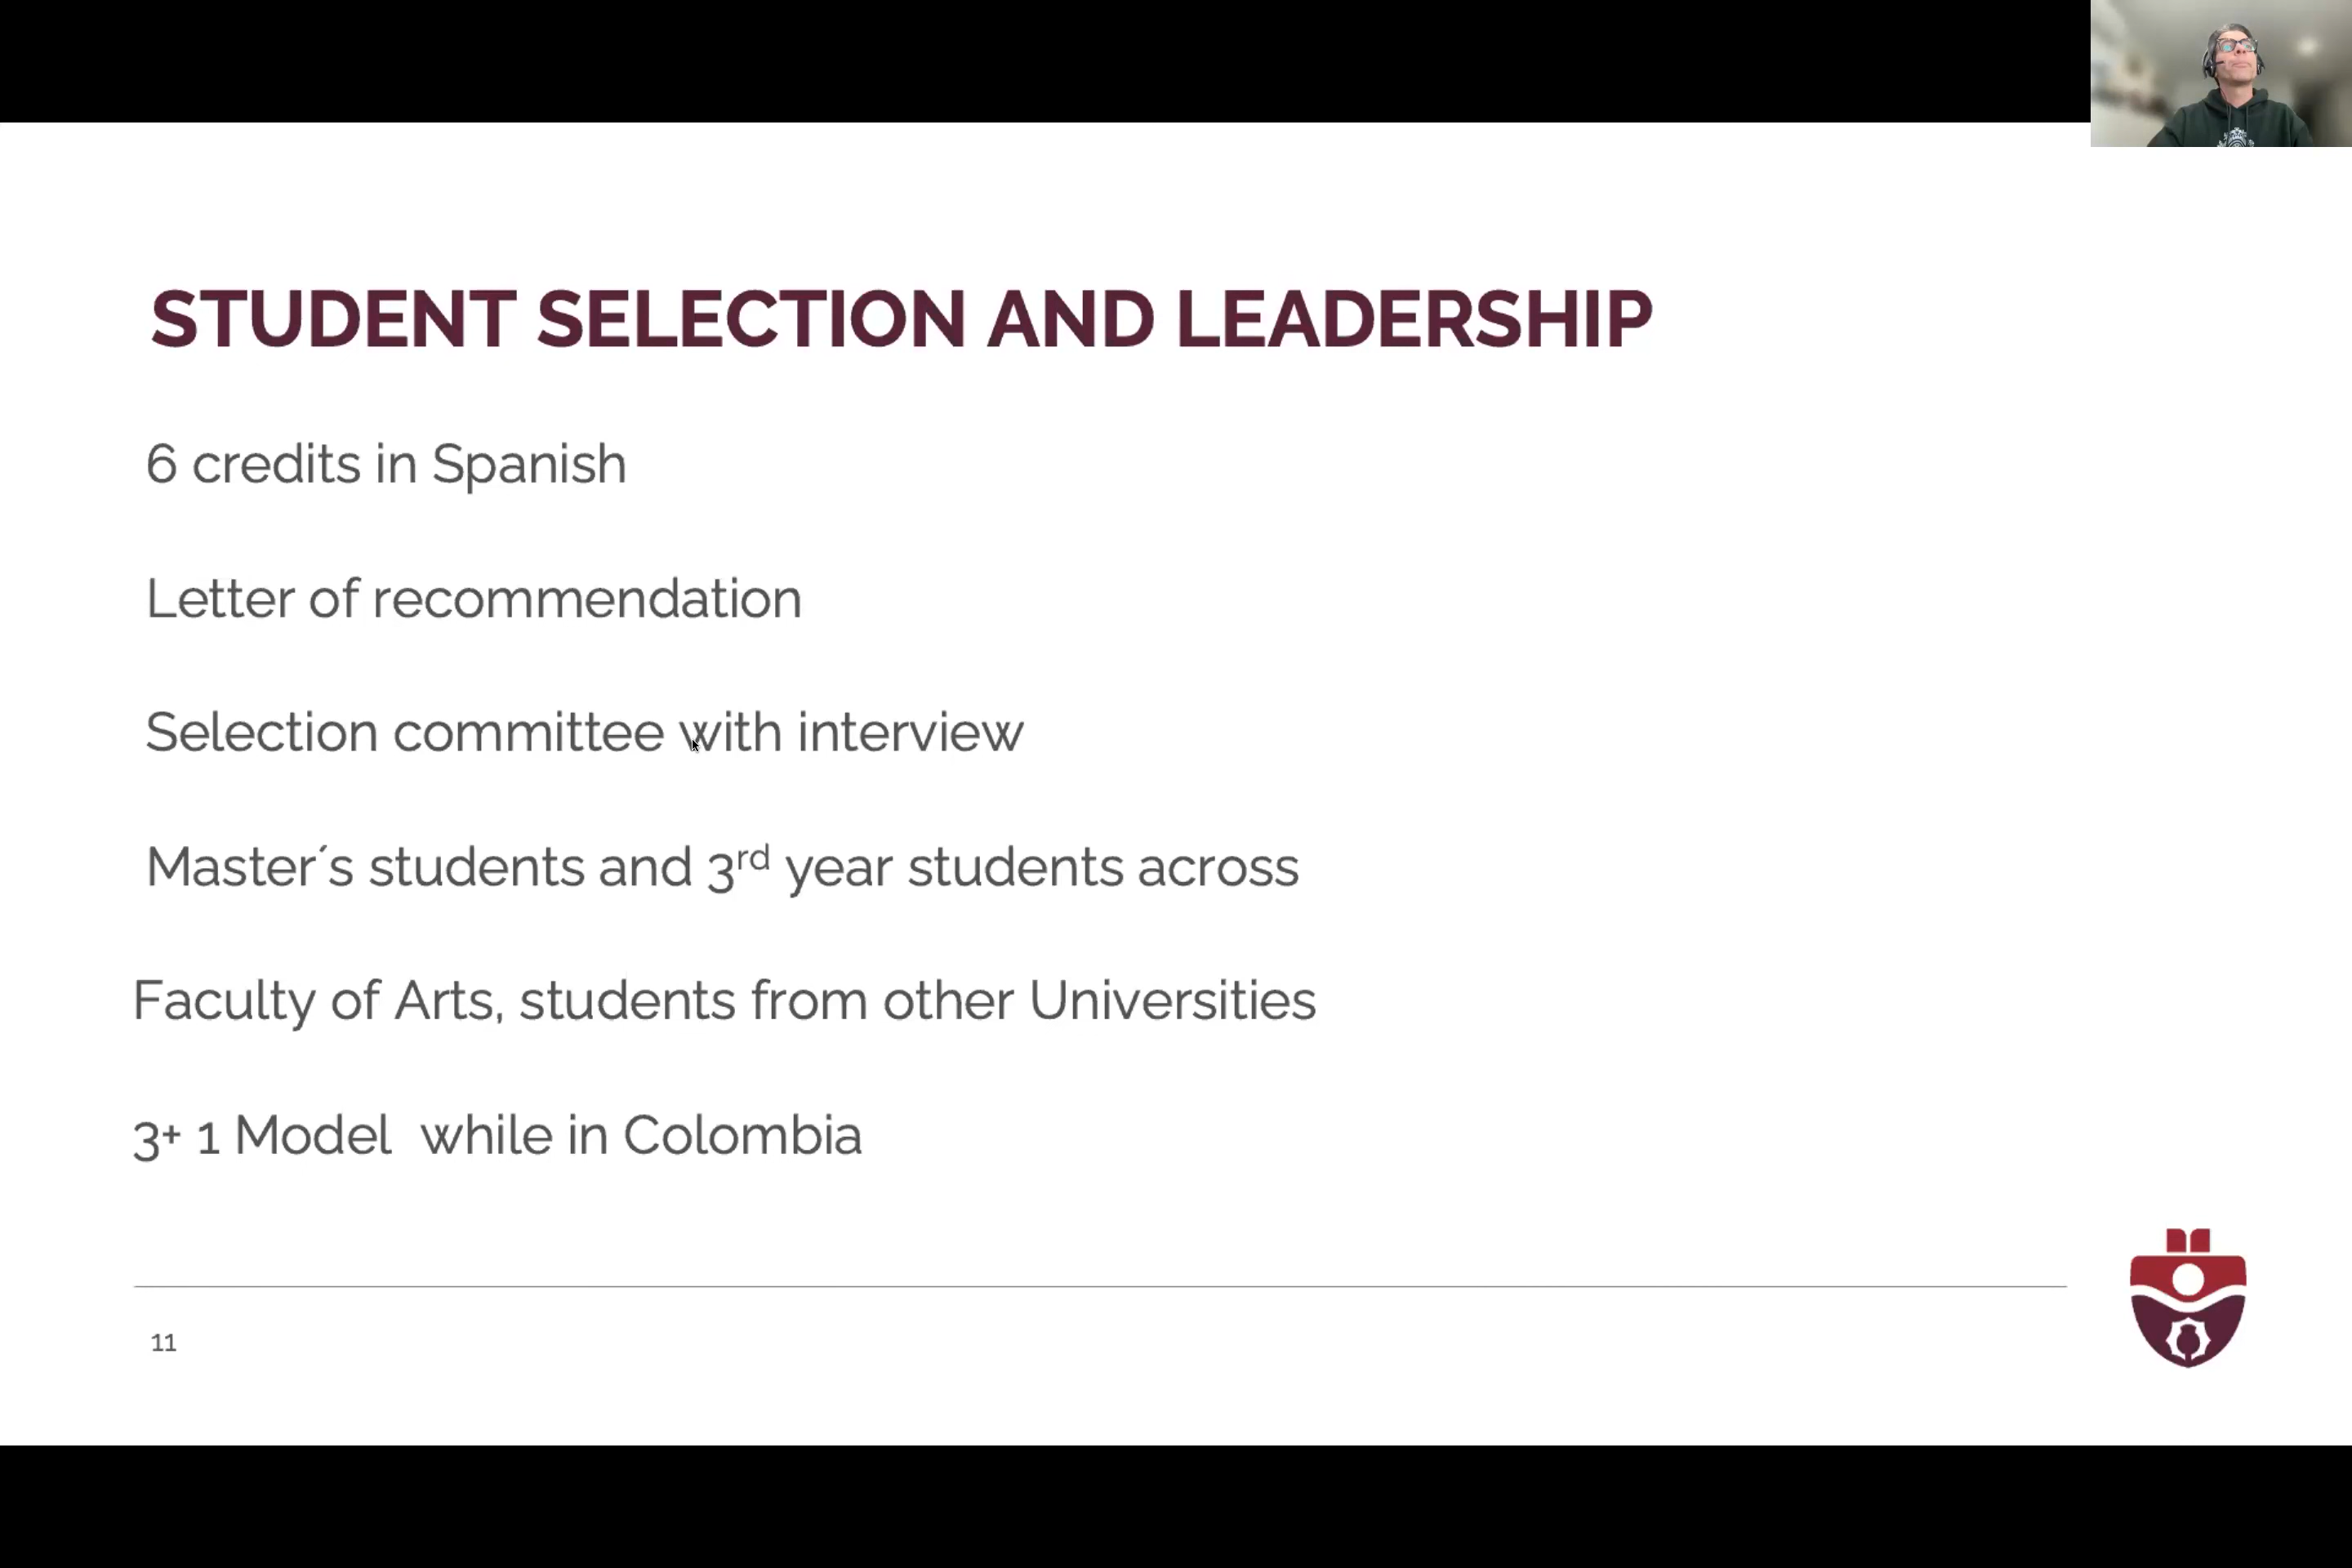 STUDENT SELECTION AND LEADERSHIP
6 credits in Spanish
Letter of recommendation
Selection committee with interview
Master´s students and 3rd year students across
Faculty of Arts, students from other Universities
3+ 1 Model  while in Colombia
11